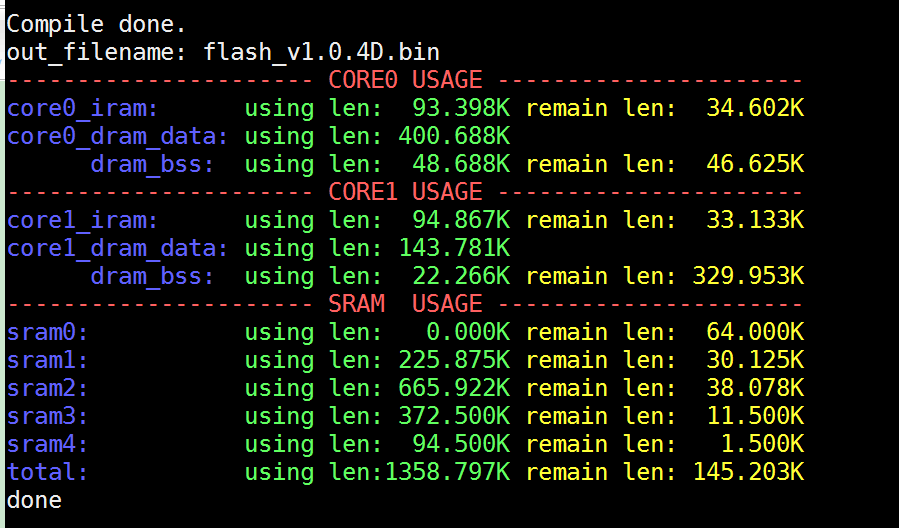 Compile done.
out_filename: flash_v1.0.4D.bin
---------------------- CORE0 USAGE ----------------------
core0_iram:      using len:  93.398K remain len:  34.602K
core0_dram_data: using len: 400.688K
      dram_bss:  using len:  48.688K remain len:  46.625K
---------------------- CORE1 USAGE ----------------------
core1_iram:      using len:  94.867K remain len:  33.133K
core1_dram_data: using len: 143.781K
      dram_bss:  using len:  22.266K remain len: 329.953K
---------------------- SRAM  USAGE ----------------------
sram0:           using len:   0.000K remain len:  64.000K
sram1:           using len: 225.875K remain len:  30.125K
sram2:           using len: 665.922K remain len:  38.078K
sram3:           using len: 372.500K remain len:  11.500K
sram4:           using len:  94.500K remain len:   1.500K
total:           using len:1358.797K remain len: 145.203K
done